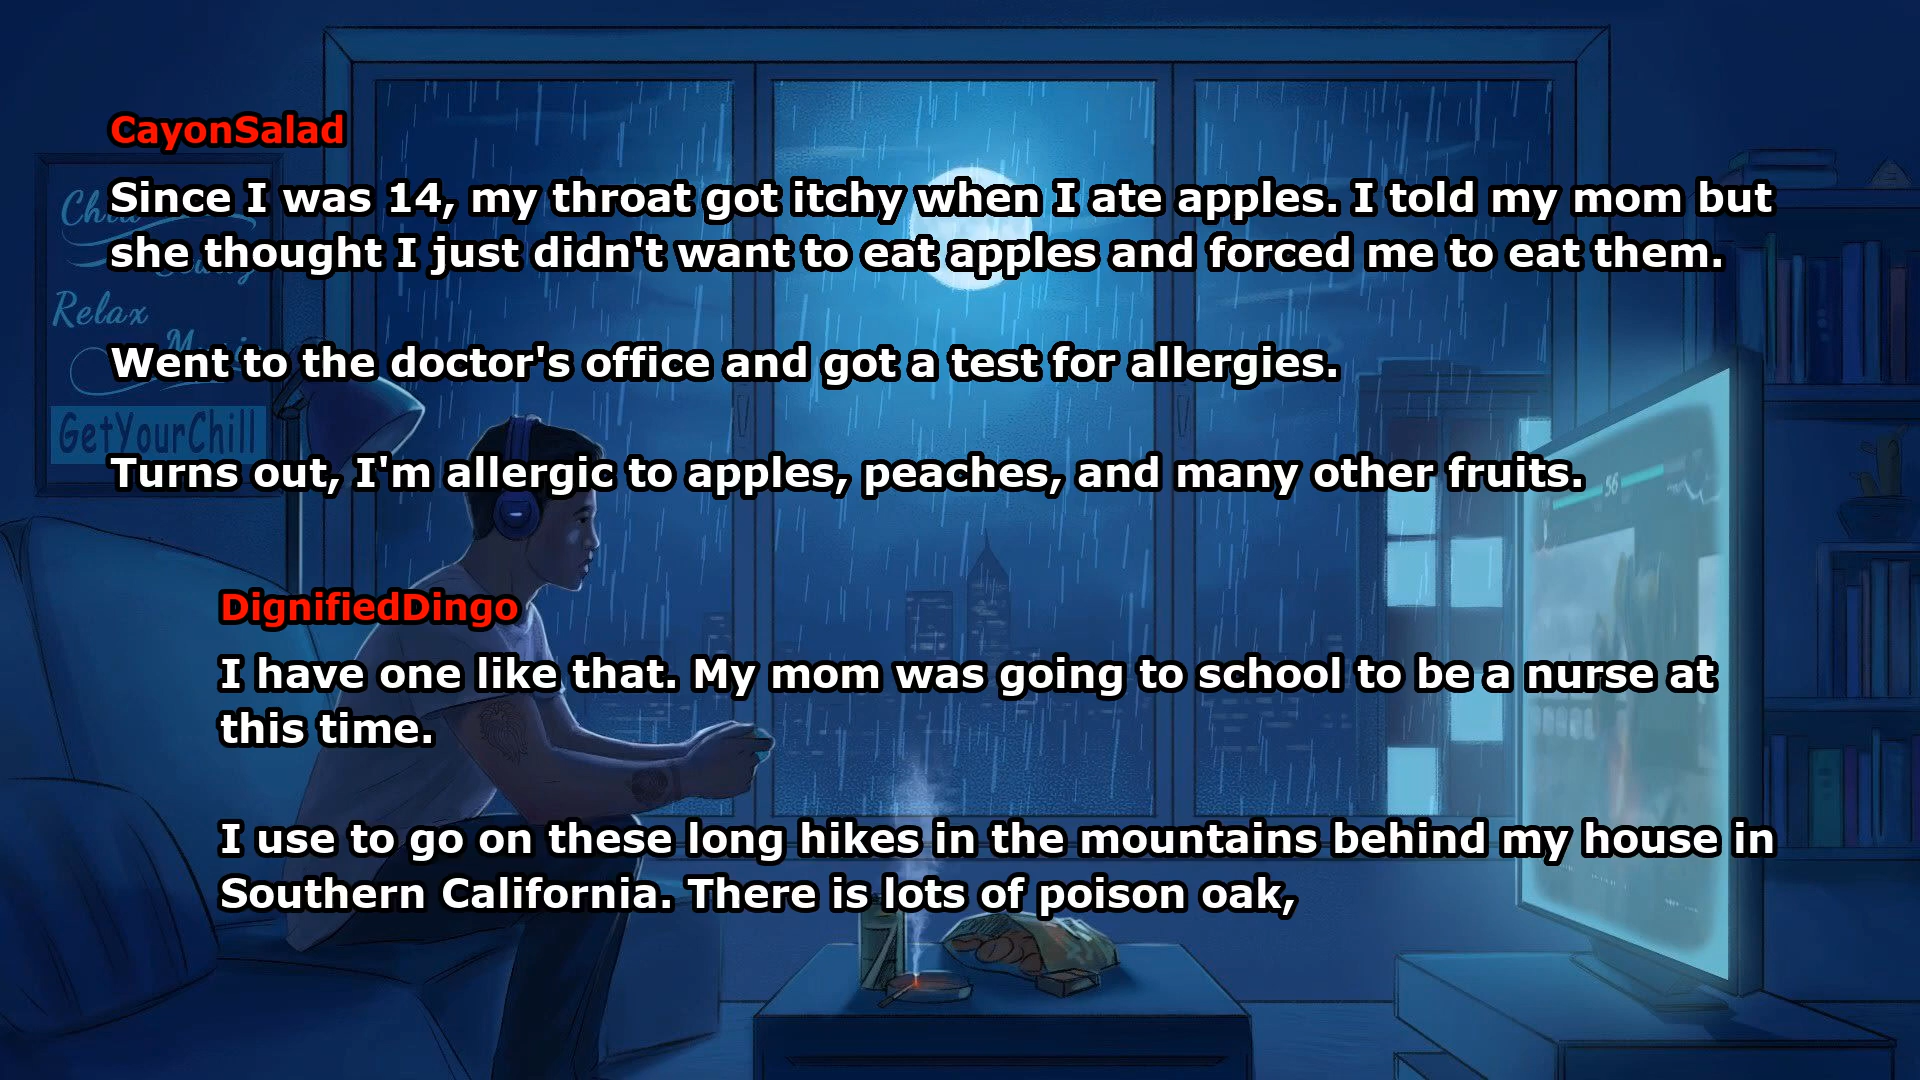 CayonSalad
Since I was 14, my throat got itchy when I ate apples. I told my mom but
she thought I just didn't want to eat apples and forced me to eat them.
Went to the doctor's office and got a test for allergies.
Turns out, I'm allergic to apples, peaches, and many other fruits.
DignifiedDingo
I have one like that. My mom was going to school to be a nurse at
this time.
I use to go on these long hikes in the mountains behind my house in
Southern California. There is lots of poison oak,
Relax
GetYourChill
56